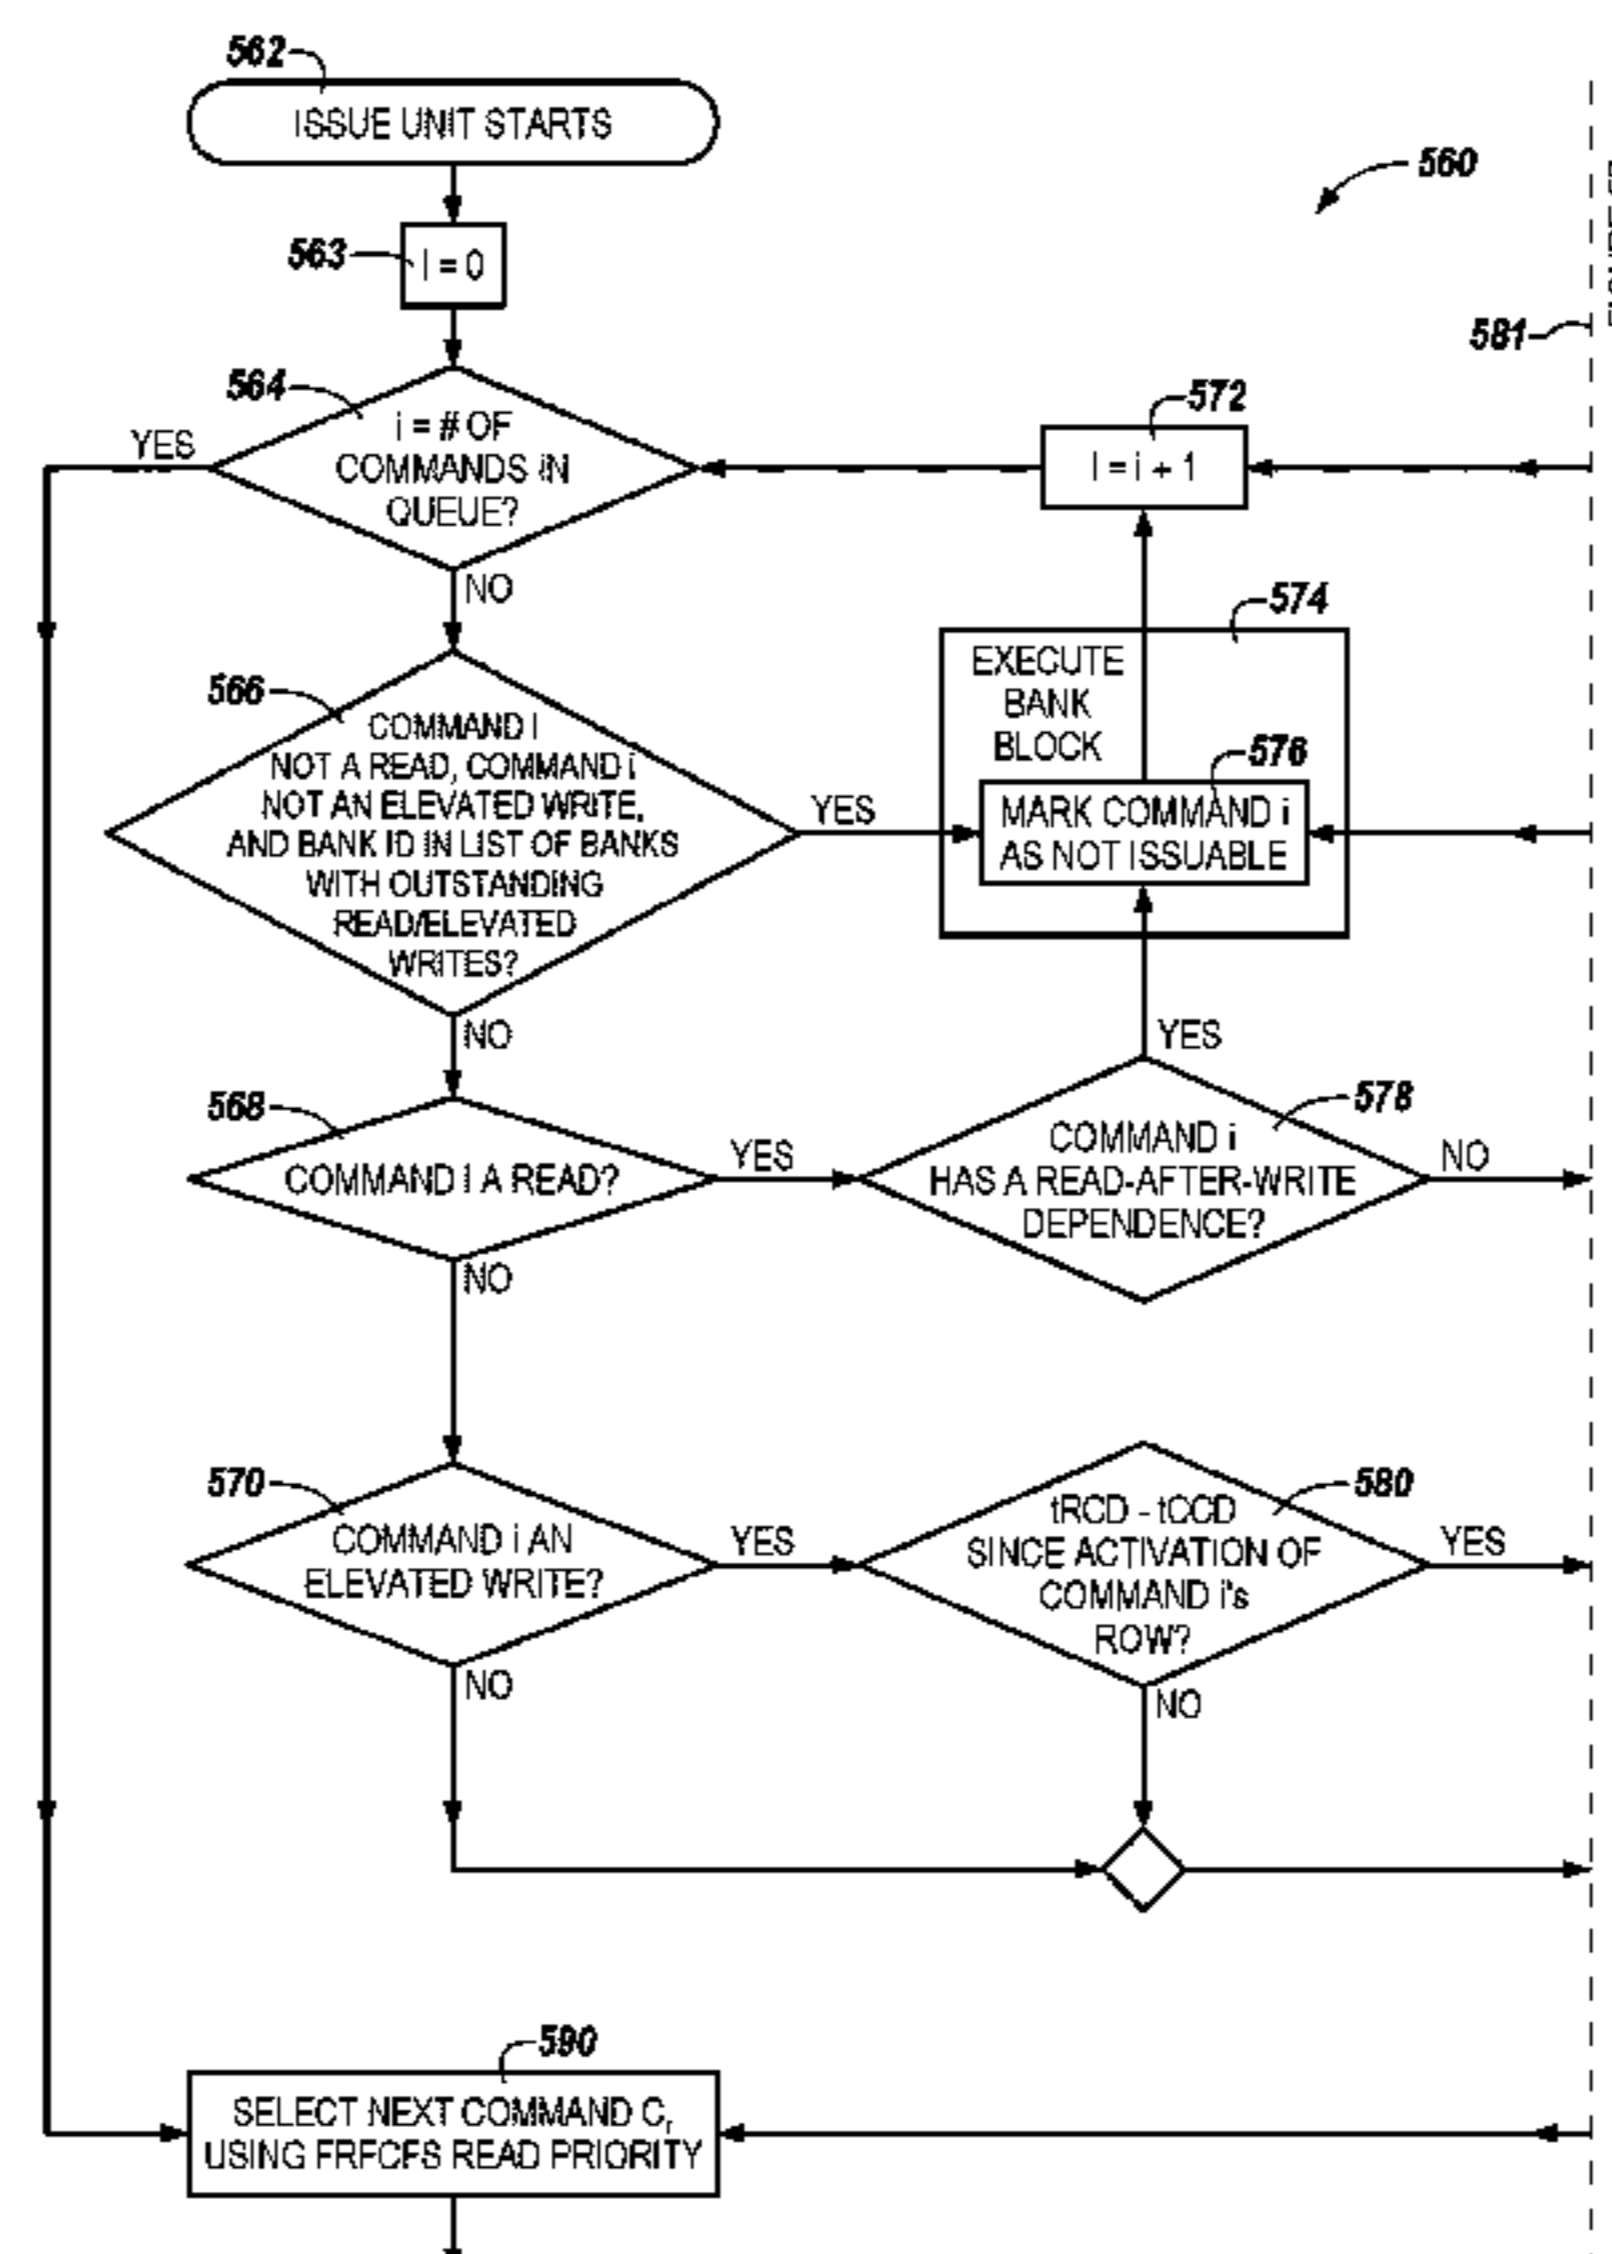 562
ISSUE UNIT STARTS
560
563
I = 0
581
564
i = # OF
COMMANDS IN
QUEUE?
YES
NO
572
I = i + 1
574
EXECUTE
BANK
BLOCK
576
MARK COMMAND i
AS NOT ISSUABLE
566
COMMAND I
NOT A READ, COMMAND i
NOT AN ELEVATED WRITE,
AND BANK ID IN LIST OF BANKS
WITH OUTSTANDING
READ/ELEVATED
WRITES?
YES
NO
568
COMMAND I A READ?
YES
NO
578
COMMAND i
HAS A READ-AFTER-WRITE
DEPENDENCE?
YES
NO
570
COMMAND i AN
ELEVATED WRITE?
YES
NO
580
tRCD - tCCD
SINCE ACTIVATION OF
COMMAND i's
ROW?
YES
NO
590
SELECT NEXT COMMAND Cr
USING FRFCFS READ PRIORITY